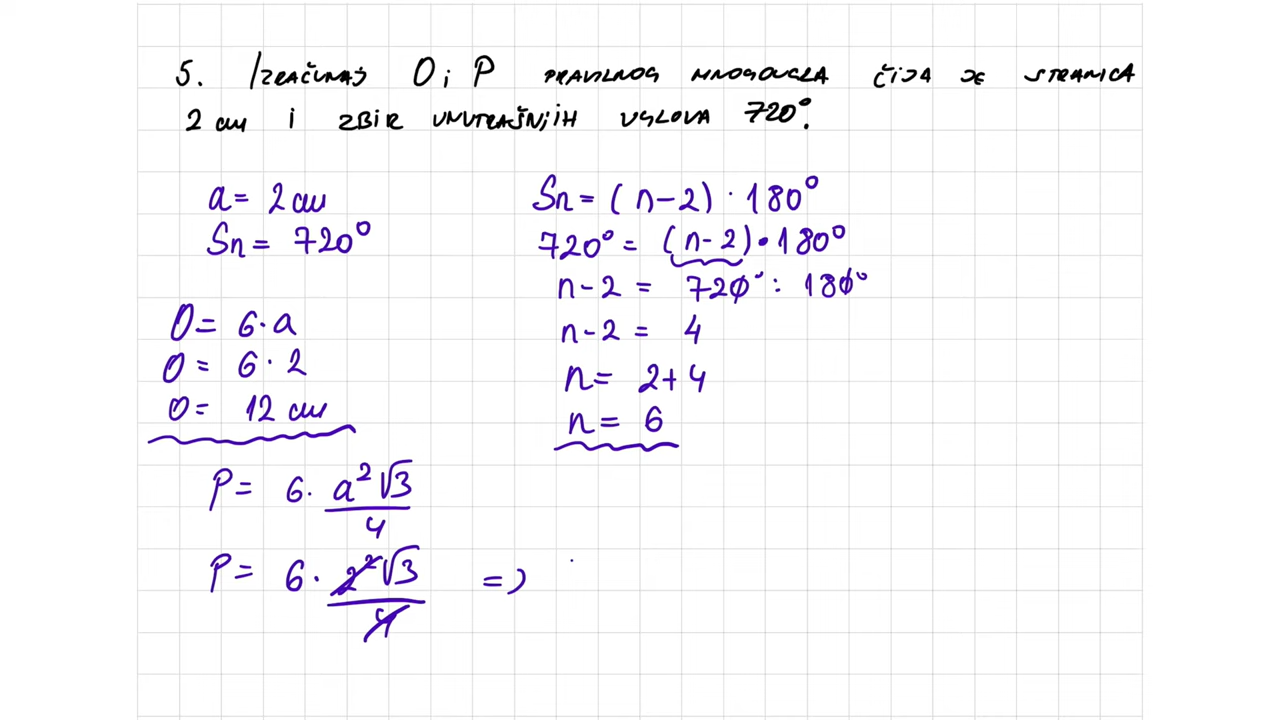 5. Izračunaj O i P pravilnog mnogougla čija je stranica
2 cm i zbir unutrašnjih uglova 720°.
a = 2 cm
Sn = 720°
O = 6·a
O = 6·2
O = 12 cm
P = 6· a²√3/4
P = 6· 2²√3/4 =>
Sn = (n-2)·180°
720° = (n-2)·180°
n-2 = 720° : 180°
n-2 = 4
n = 2+4
n = 6